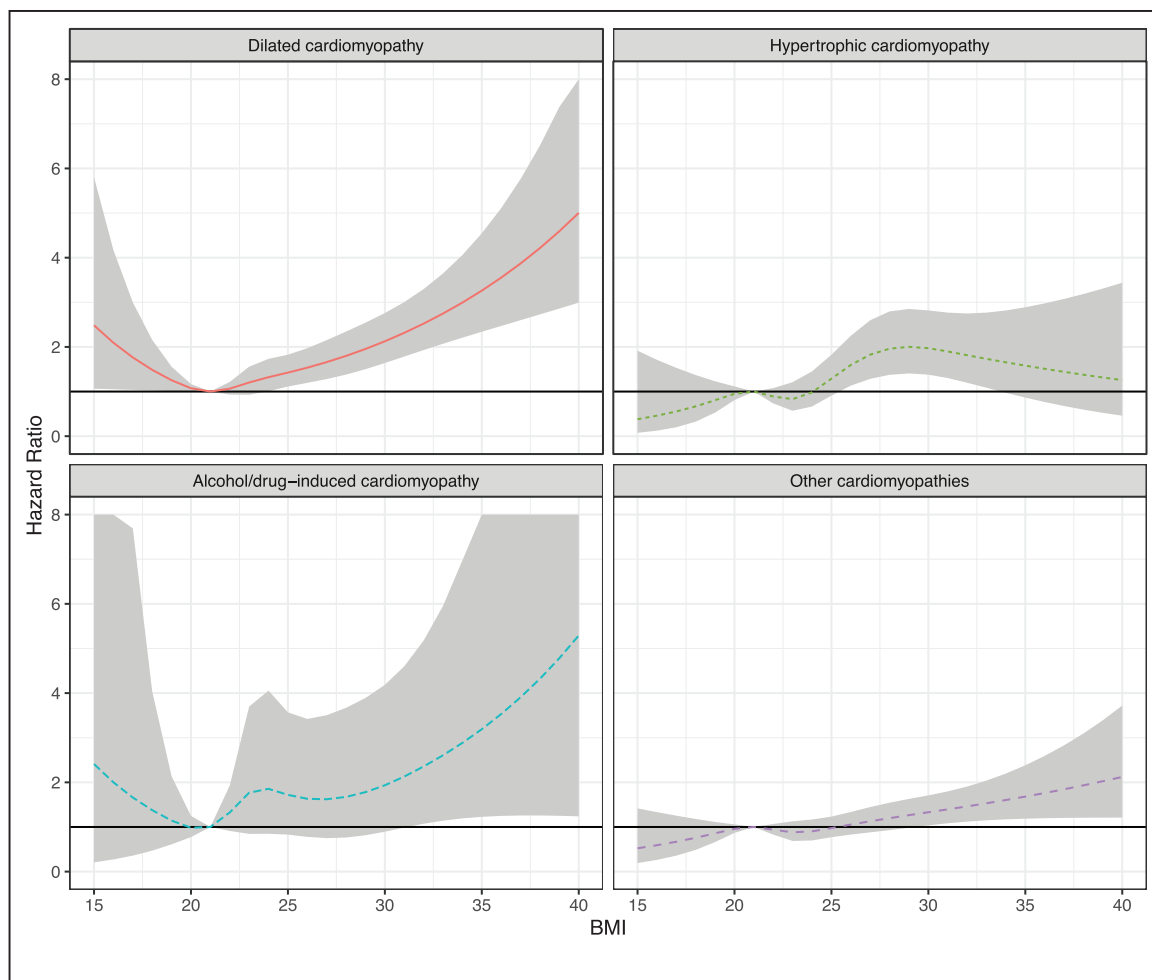 Dilated cardiomyopathy
Hypertrophic cardiomyopathy
8
6
4
2
0
Alcohol/drug−induced cardiomyopathy
Other cardiomyopathies
Hazard Ratio
8
6
4
2
0
15 20 25 30 35 40
15 20 25 30 35 40
BMI